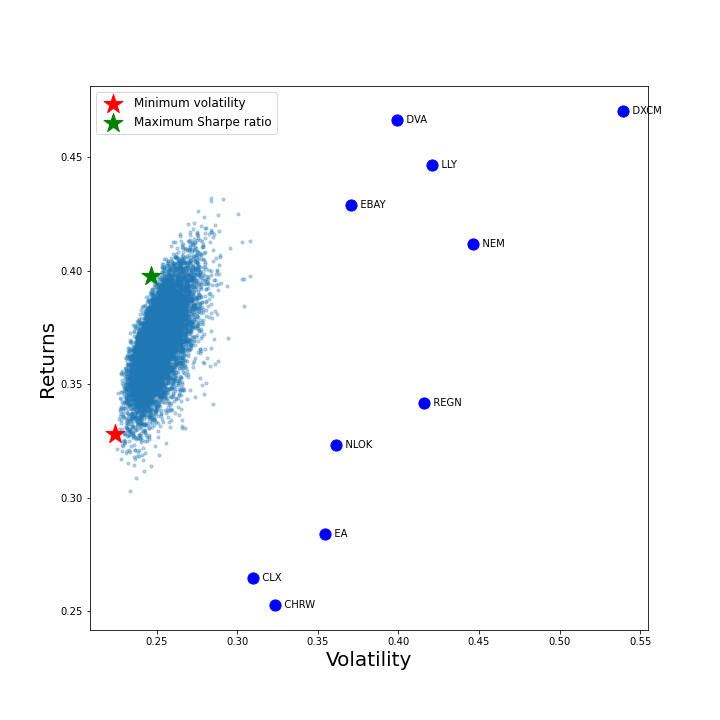 Minimum volatility
Maximum Sharpe ratio
DXCM
DVA
LLY
EBAY
NEM
REGN
NLOK
EA
CLX
CHRW
0.45
0.40
0.35
0.30
0.25
Returns
0.25 0.30 0.35 0.40 0.45 0.50 0.55
Volatility